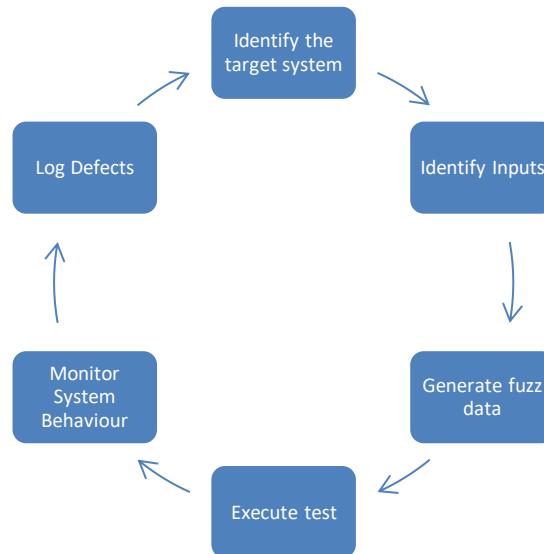 Identify the
target system
Identify Inputs
Generate fuzz
data
Execute test
Monitor
System
Behaviour
Log Defects